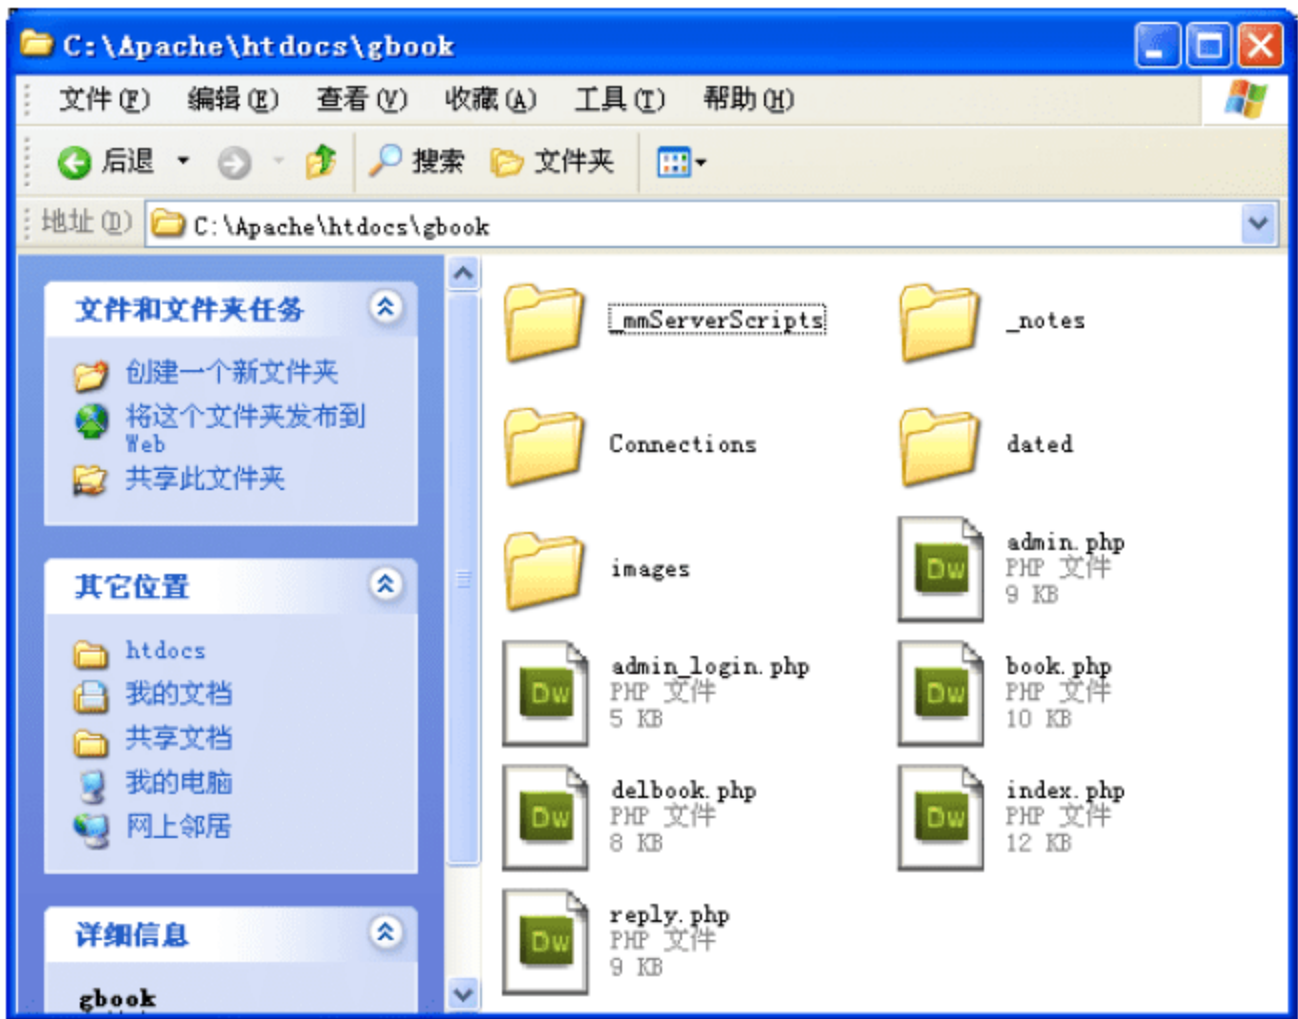 C:\Apache\htdocs\gbook
文件(F) 编辑(E) 查看(V) 收藏(A) 工具(T) 帮助(H)
后退 搜索 文件夹
地址(D) C:\Apache\htdocs\gbook
文件和文件夹任务
创建一个新文件夹
将这个文件夹发布到
Web
共享此文件夹
其它位置
htdocs
我的文档
共享文档
我的电脑
网上邻居
详细信息
gbook
_mmServerScripts
_notes
Connections
dated
images
Dw
admin.php
PHP 文件
9 KB
Dw
admin_login.php
PHP 文件
5 KB
Dw
book.php
PHP 文件
10 KB
Dw
delbook.php
PHP 文件
8 KB
Dw
index.php
PHP 文件
12 KB
Dw
reply.php
PHP 文件
9 KB